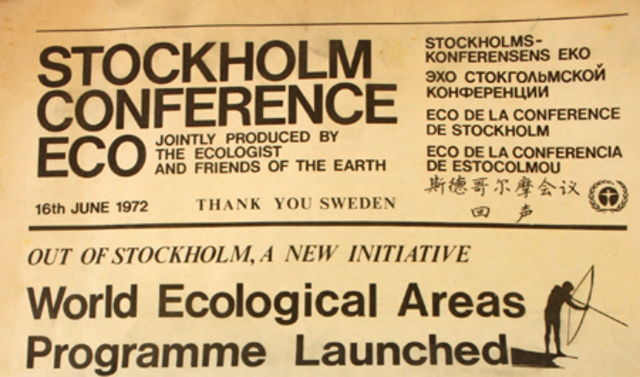 STOCKHOLM
CONFERENCE
ECO
JOINTLY PRODUCED BY
THE ECOLOGIST
AND FRIENDS OF THE EARTH
STOCKHOLMS-
KONFERENSENS EKO
ЭХО СТОКГОЛЬМСКОЙ
КОНФЕРЕНЦИИ
ECO DE LA CONFERENCE
DE STOCKHOLM
ECO DE LA CONFERENCIA
DE ESTOCOLMOU
斯德哥尔摩会议
回声
16th JUNE 1972
THANK YOU SWEDEN
OUT OF STOCKHOLM, A NEW INITIATIVE
World Ecological Areas
Programme Launched